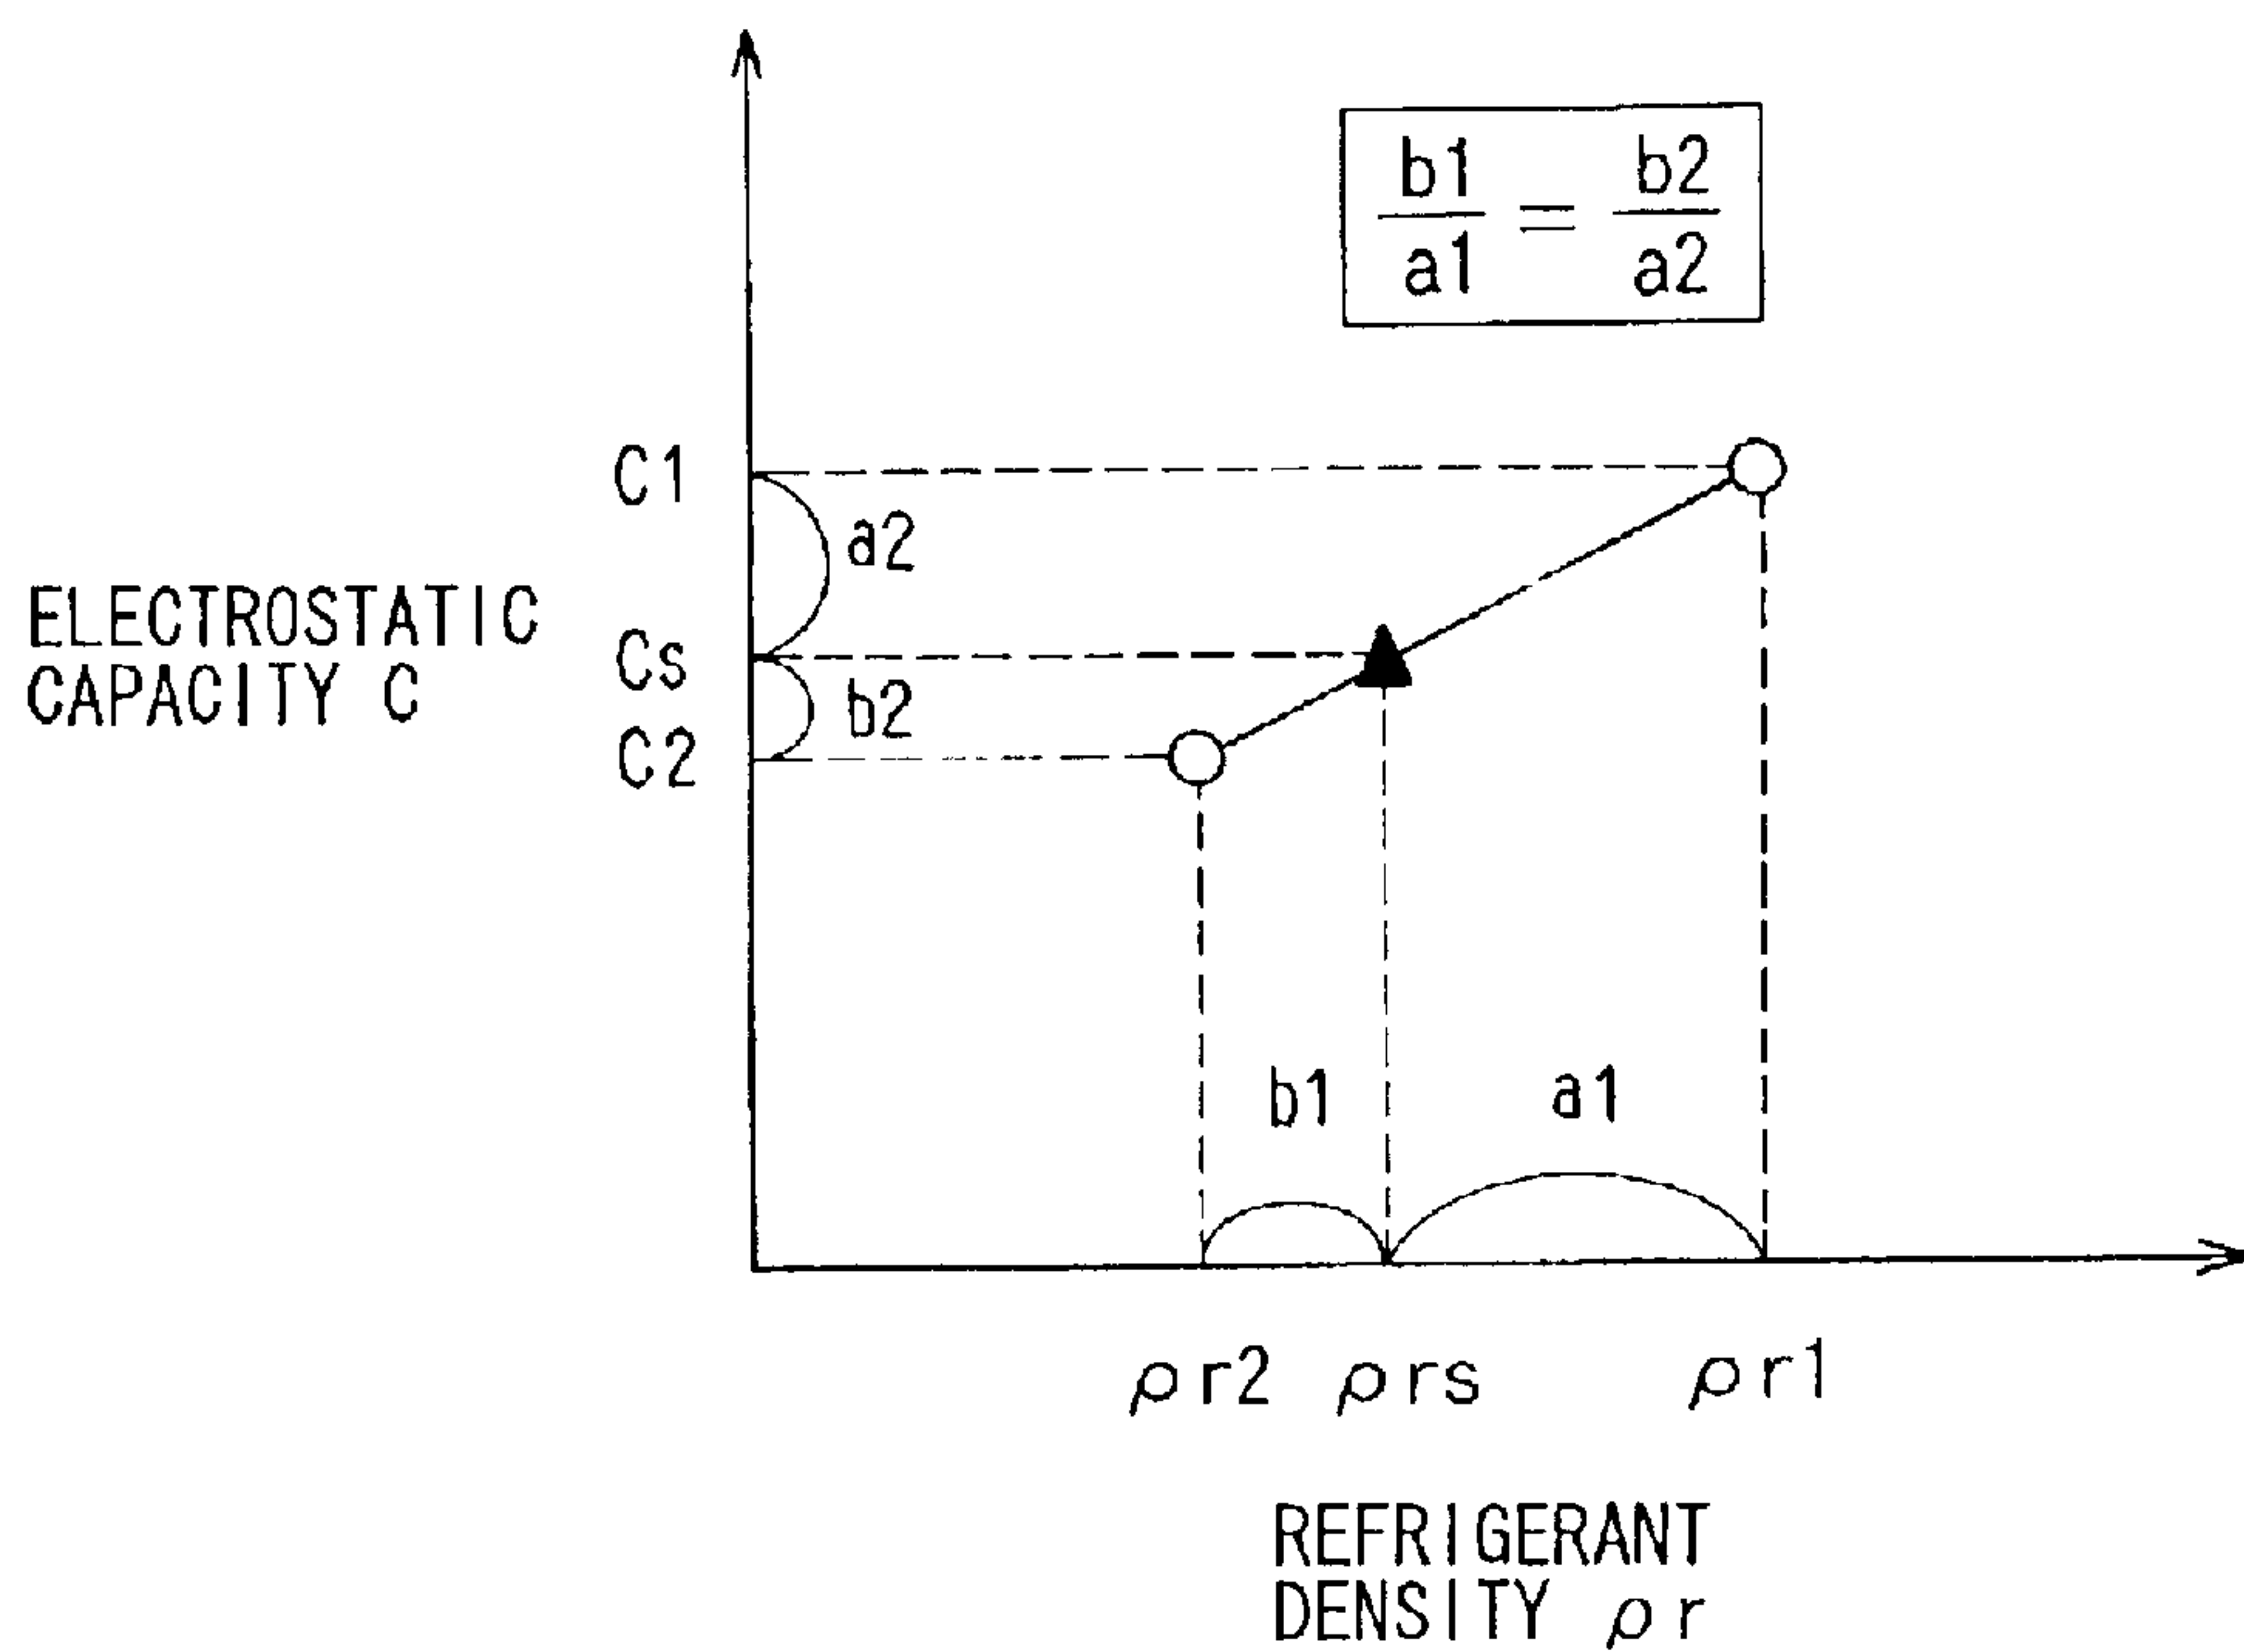 b1/a1 = b2/a2
C1
a2
ELECTROSTATIC
CAPACITY C
Cs
b2
C2
b1
a1
ρr2 ρrs ρr1
REFRIGERANT
DENSITY ρr